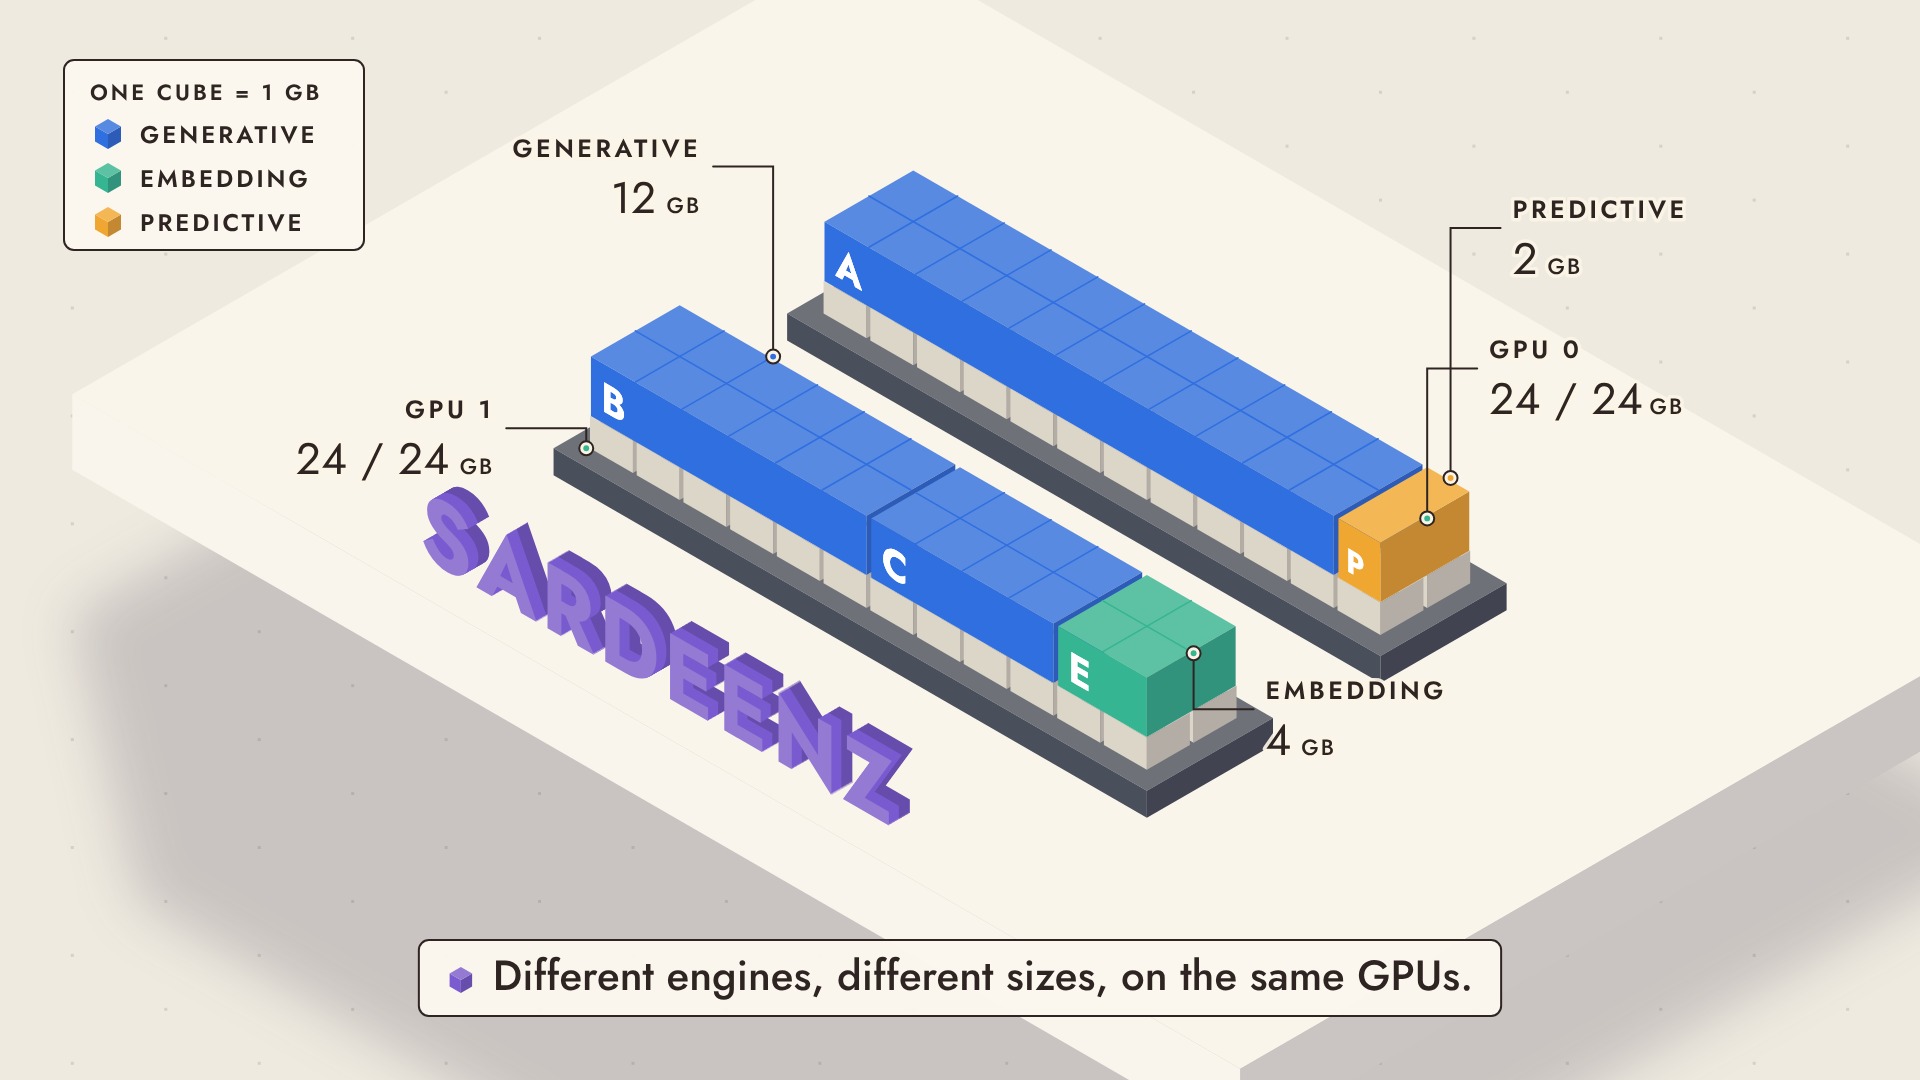 ONE CUBE = 1 GB
GENERATIVE
EMBEDDING
PREDICTIVE
GENERATIVE
12 GB
PREDICTIVE
2 GB
A
GPU 0
24 / 24 GB
B
GPU 1
24 / 24 GB
C
P
E
EMBEDDING
4 GB
SARDEENZ
Different engines, different sizes, on the same GPUs.